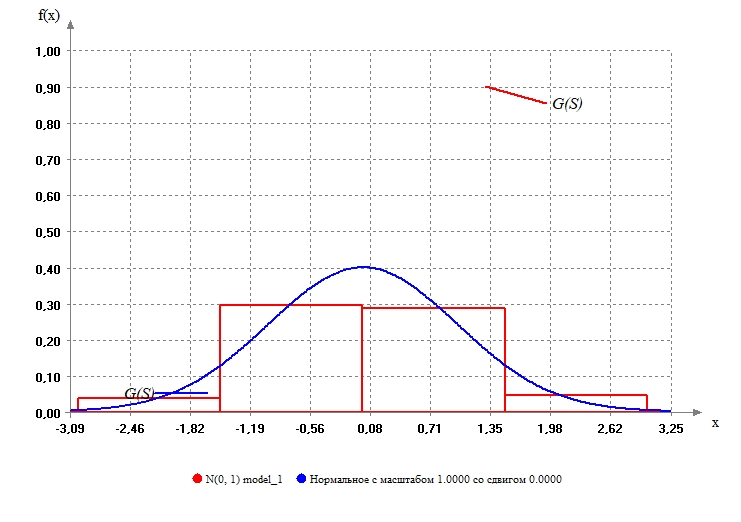 f(x)
1,00
0,90
G(S)
0,80
0,70
0,60
0,50
0,40
0,30
0,20
0,10
G(S)
0,00
-3,09 -2,46 -1,82 -1,19 -0,56 0,08 0,71 1,35 1,98 2,62 3,25
x
N(0, 1) model_1 Нормальное с масштабом 1.0000 со сдвигом 0.0000